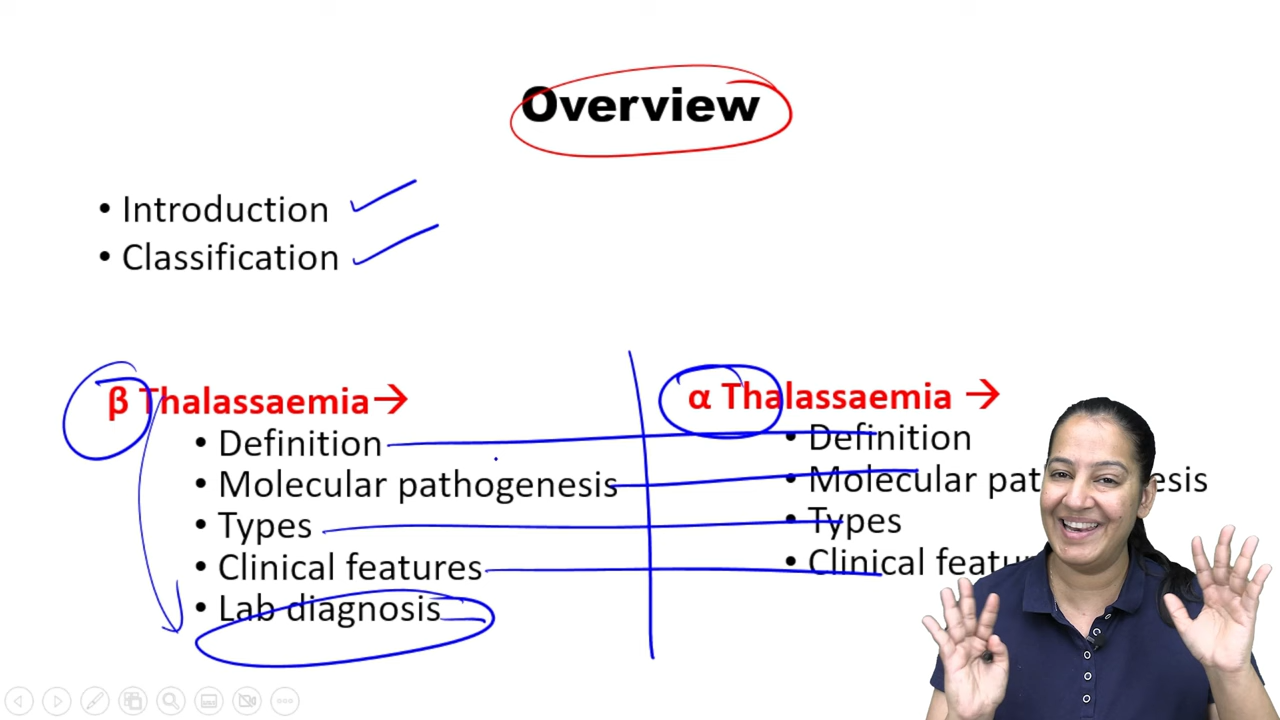 Overview
• Introduction
• Classification
β Thalassaemia→
• Definition
• Molecular pathogenesis
• Types
• Clinical features
• Lab diagnosis
α Thalassaemia →
• Definition
• Molecular pat esis
• Types
• Clinical featu